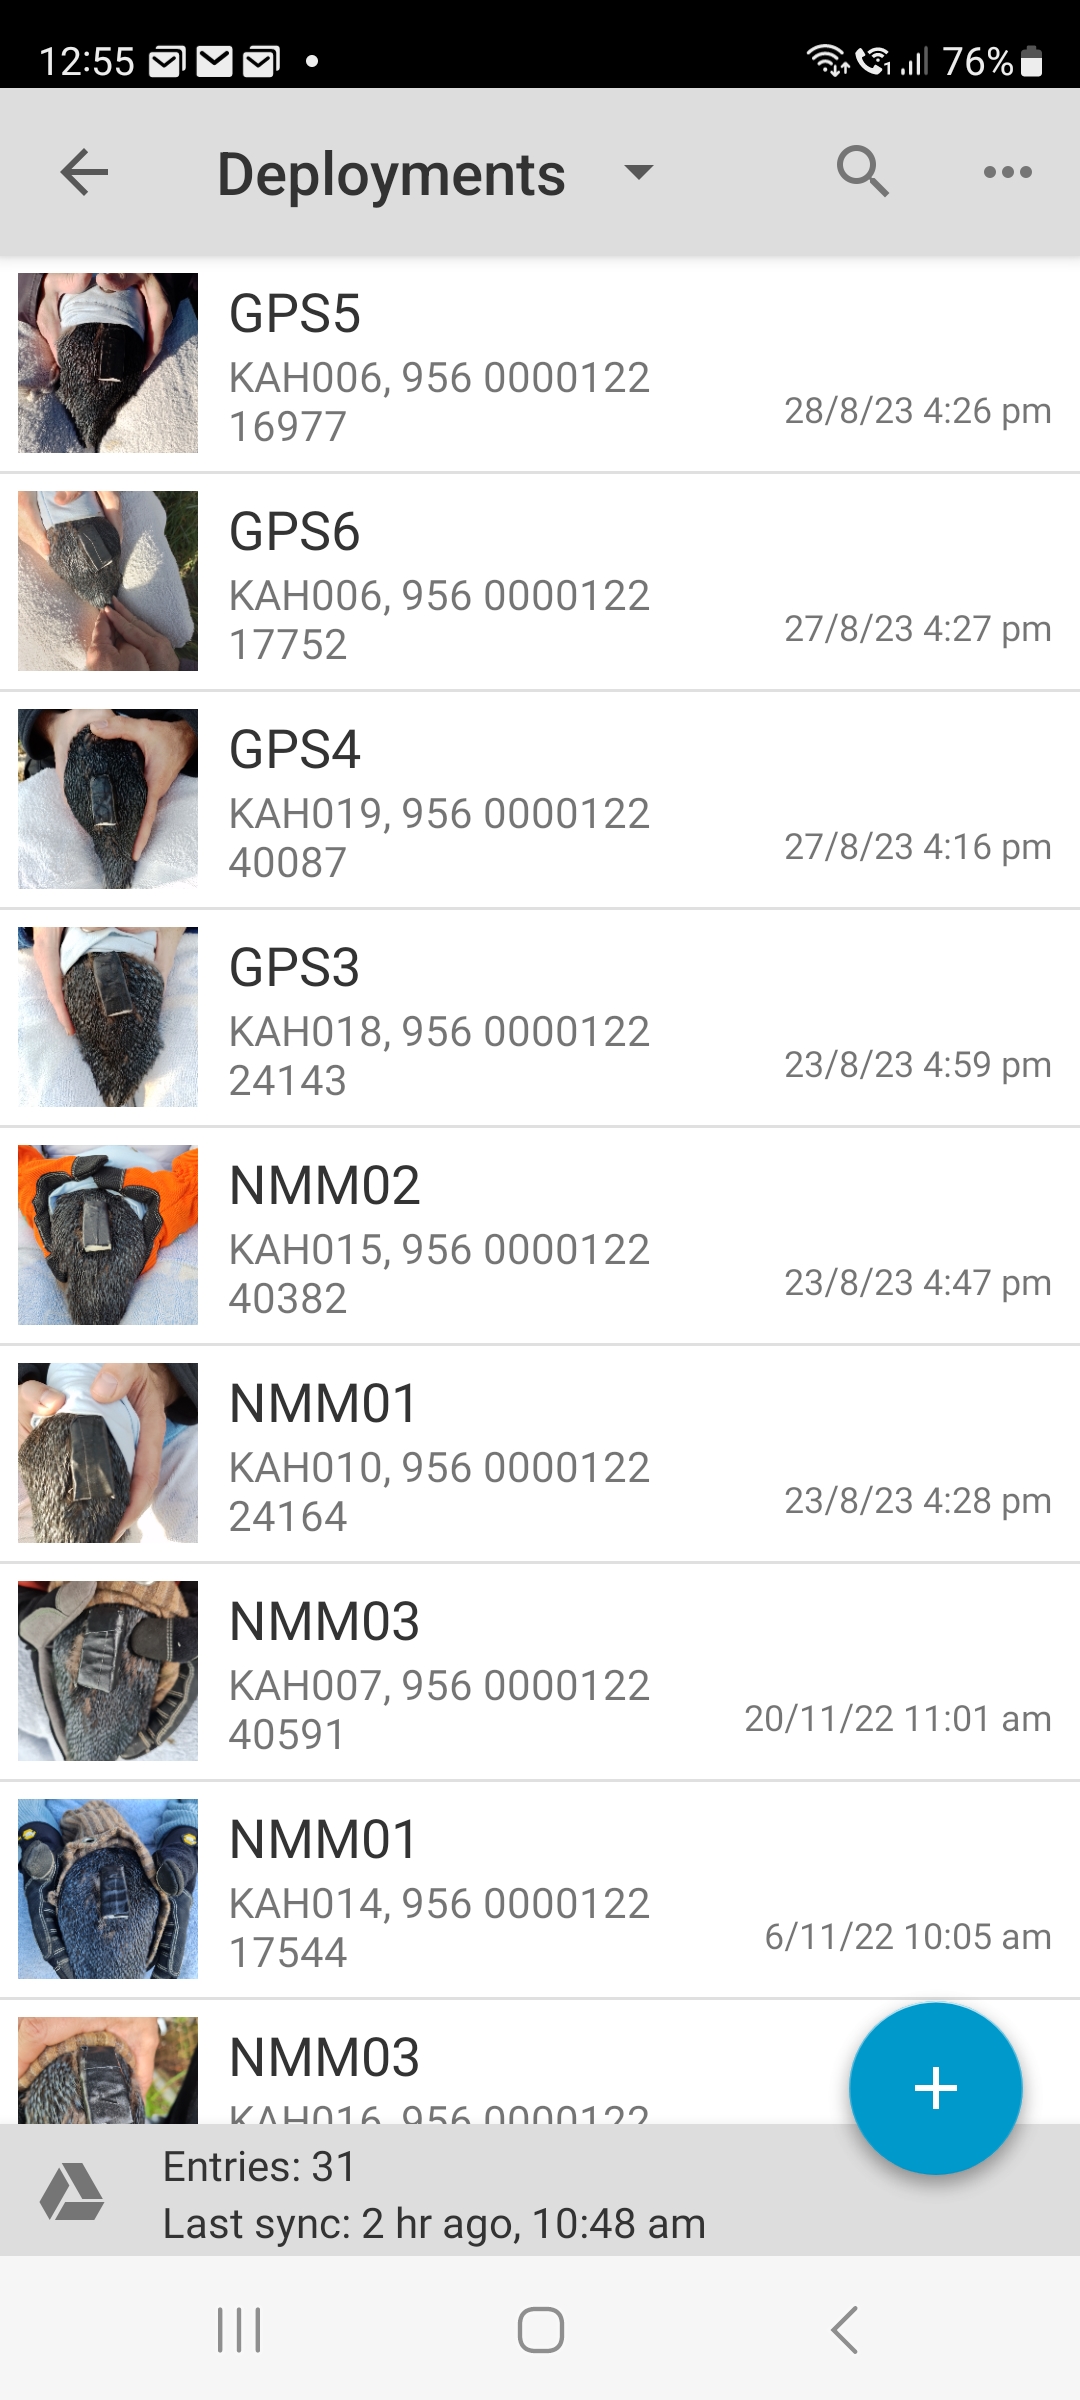 12:55
1
76%
Deployments
GPS5
KAH006, 956 0000122
16977
28/8/23 4:26 pm
GPS6
KAH006, 956 0000122
17752
27/8/23 4:27 pm
GPS4
KAH019, 956 0000122
40087
27/8/23 4:16 pm
GPS3
KAH018, 956 0000122
24143
23/8/23 4:59 pm
NMM02
KAH015, 956 0000122
40382
23/8/23 4:47 pm
NMM01
KAH010, 956 0000122
24164
23/8/23 4:28 pm
NMM03
KAH007, 956 0000122
40591
20/11/22 11:01 am
NMM01
KAH014, 956 0000122
17544
6/11/22 10:05 am
NMM03
KAH016, 956 0000122
Entries: 31
Last sync: 2 hr ago, 10:48 am